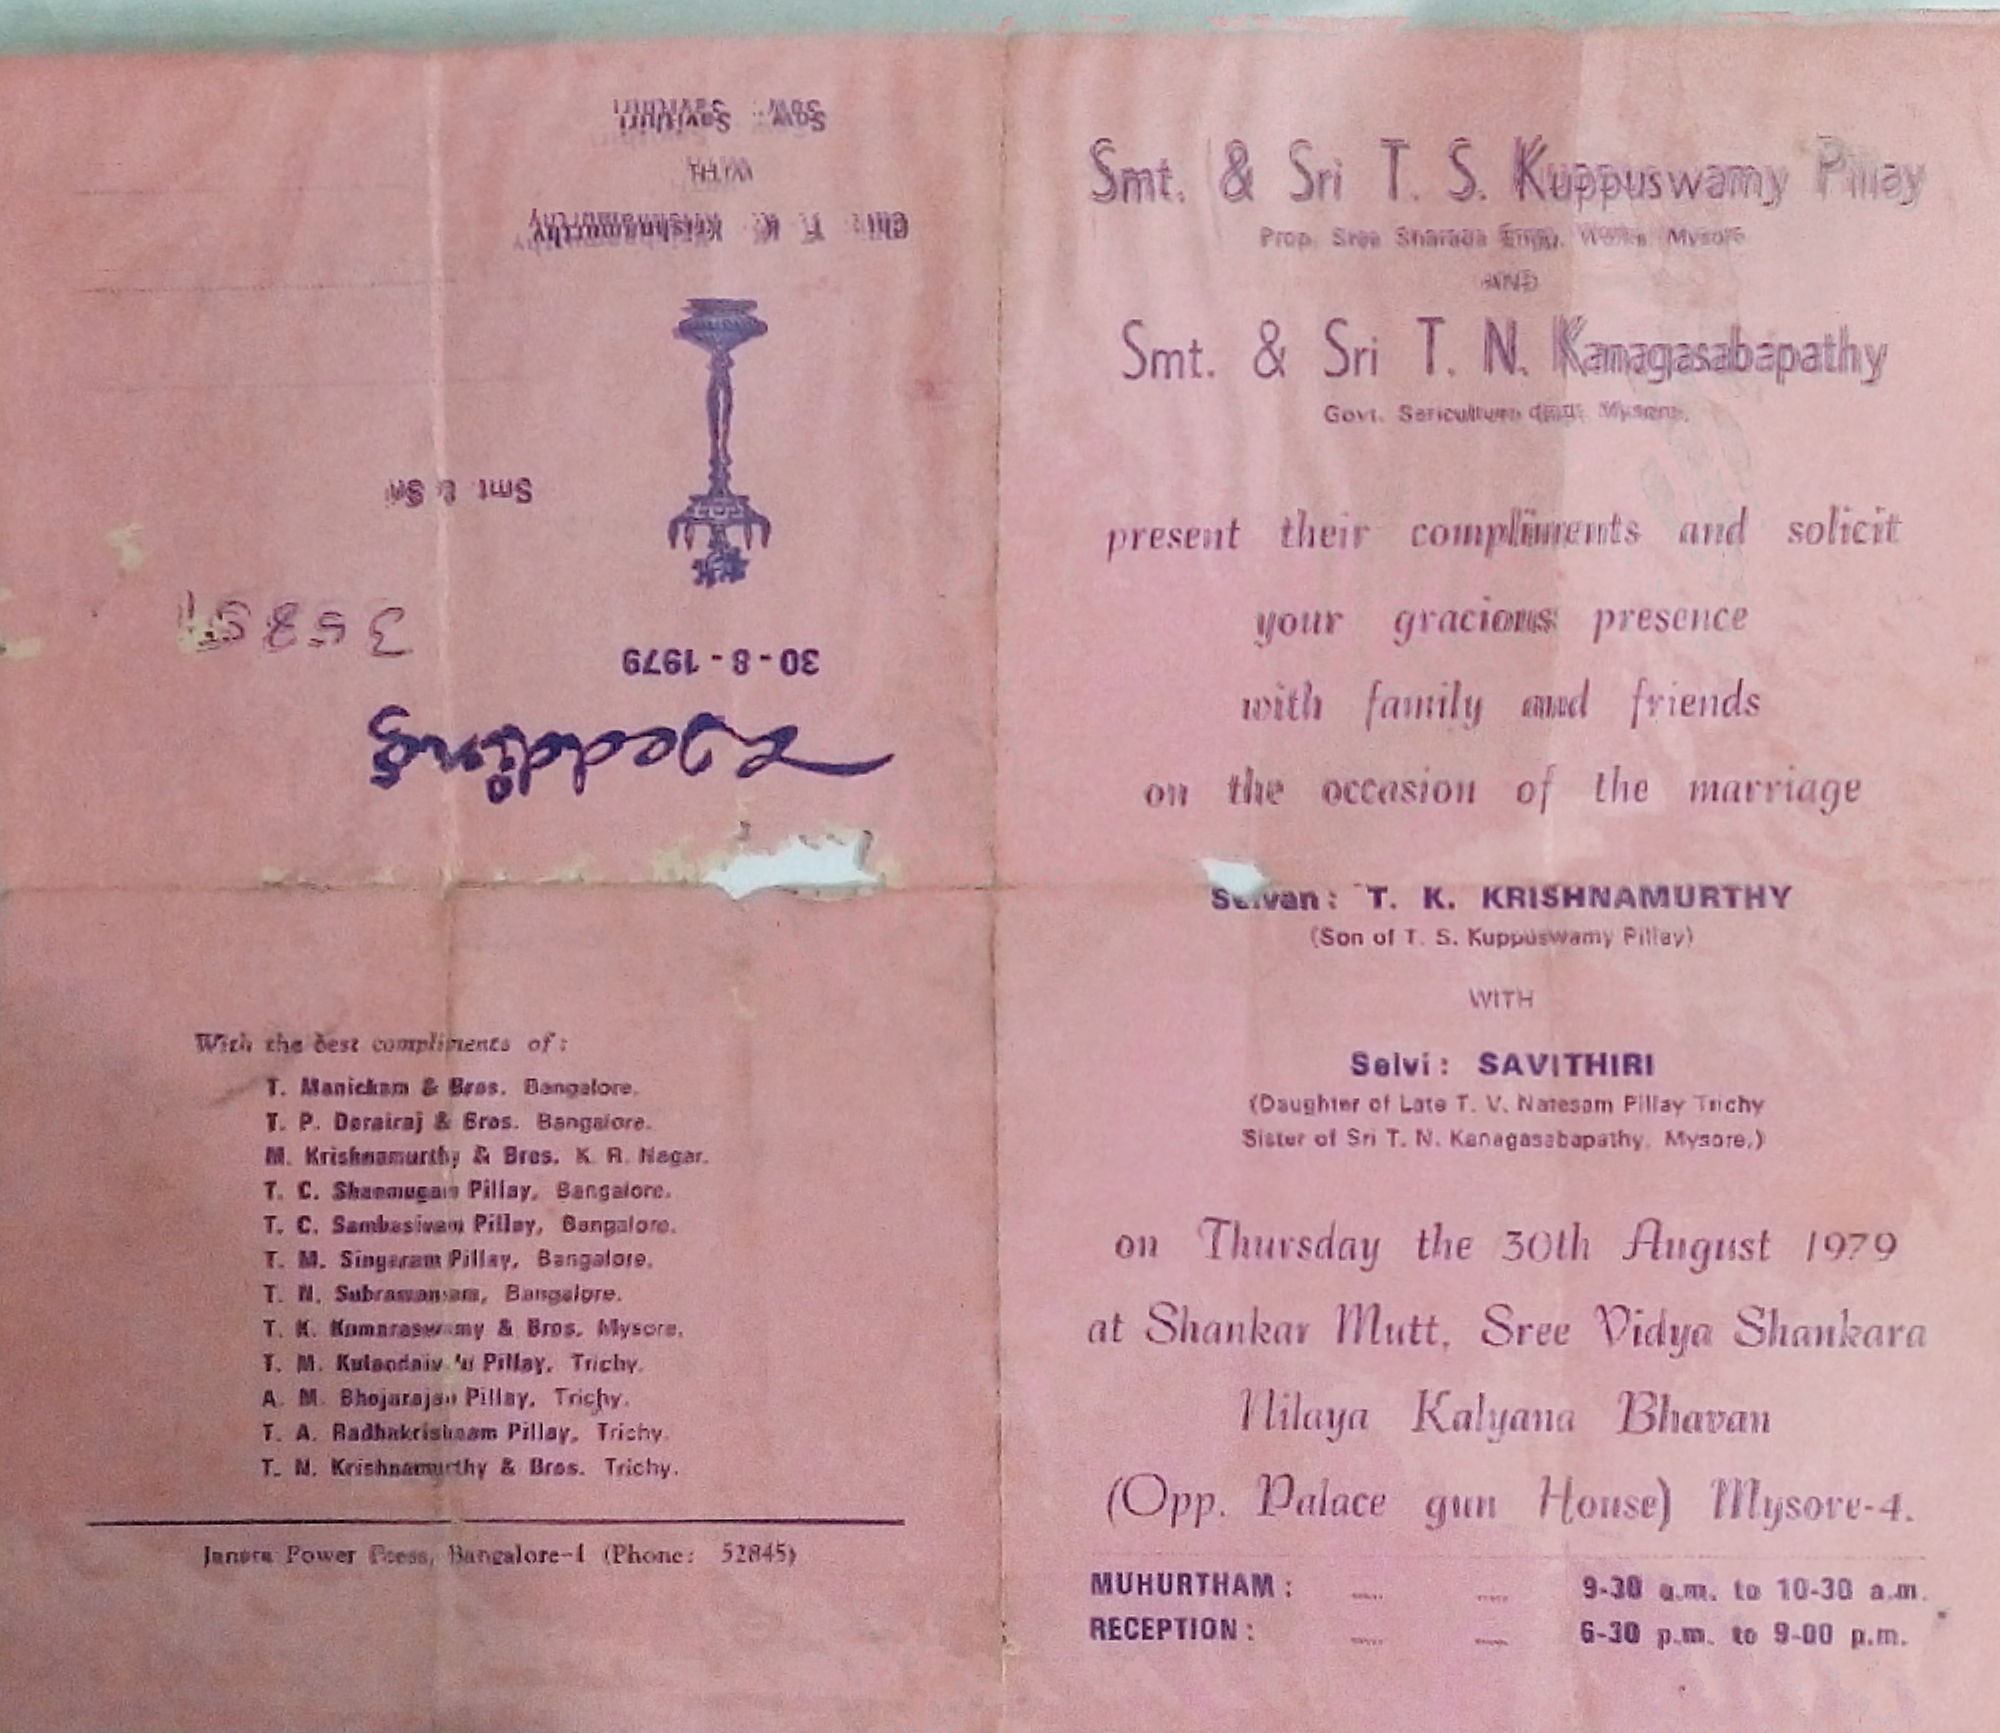 Wedding
30-8-1979
Chi: T. K. Krishnamurthy
WITH
Sow: Savithiri
Smt & Sri
Smt. & Sri T. S. Kuppuswamy Pillay
Prop. Sree Sharada Engg. Works, Mysore
AND
Smt. & Sri T. N. Kanagasabapathy
Govt. Sericulture dept. Mysore.
present their compliments and solicit
your gracious presence
with family and friends
on the occasion of the marriage
Selvan: T. K. KRISHNAMURTHY
(Son of T. S. Kuppuswamy Pillay)
WITH
Selvi: SAVITHIRI
(Daughter of Late T. V. Natesam Pillay Trichy
Sister of Sri T. N. Kanagasabapathy, Mysore.)
on Thursday the 30th August 1979
at Shankar Mutt, Sree Vidya Shankara
Nilaya Kalyana Bhavan
(Opp. Palace gun House) Mysore-4.
MUHURTHAM: 9-30 a.m. to 10-30 a.m.
RECEPTION: 6-30 p.m. to 9-00 p.m.
With the best compliments of:
T. Manickam & Bros. Bangalore.
T. P. Dorairaj & Bros. Bangalore.
M. Krishnamurthy & Bros. K. R. Nagar.
T. C. Shanmugam Pillay, Bangalore.
T. C. Sambasivam Pillay, Bangalore.
T. M. Singaram Pillay, Bangalore.
T. N. Subramaniam, Bangalore.
T. K. Kumaraswamy & Bros. Mysore.
T. M. Pillay, Trichy.
A. M. Bhojarajan Pillay, Trichy.
T. A. Radhakrishnam Pillay, Trichy.
T. N. Krishnamurthy & Bros. Trichy.
Power Press, Bangalore-1 (Phone: 52845)